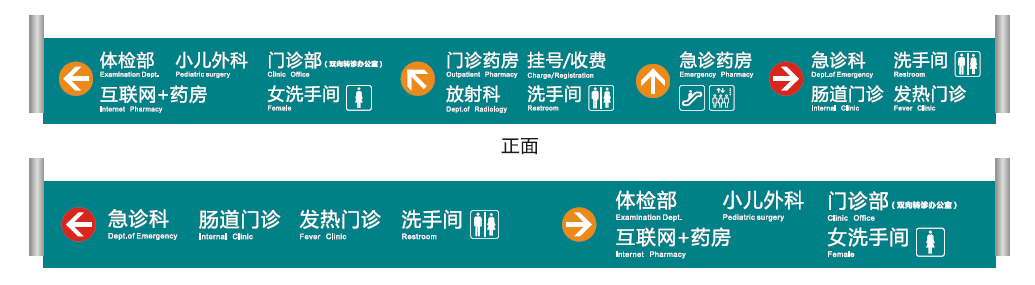 体检部 小儿外科 门诊部(双向转诊办公室)
Examination Dept. Pediatric surgery Clinic Office
互联网+药房 女洗手间
Internet Pharmacy Female
门诊药房 挂号/收费
Outpatient Pharmacy Charge/Registration
放射科 洗手间
Dept.of Radiology Restroom
急诊药房
Emergency Pharmacy
急诊科 洗手间
Dept.of Emergency Restroom
肠道门诊 发热门诊
Internal Clinic Fever Clinic
正面
急诊科 肠道门诊 发热门诊 洗手间
Dept.of Emergency Internal Clinic Fever Clinic Restroom
体检部 小儿外科 门诊部(双向转诊办公室)
Examination Dept. Pediatric surgery Clinic Office
互联网+药房 女洗手间
Internet Pharmacy Female